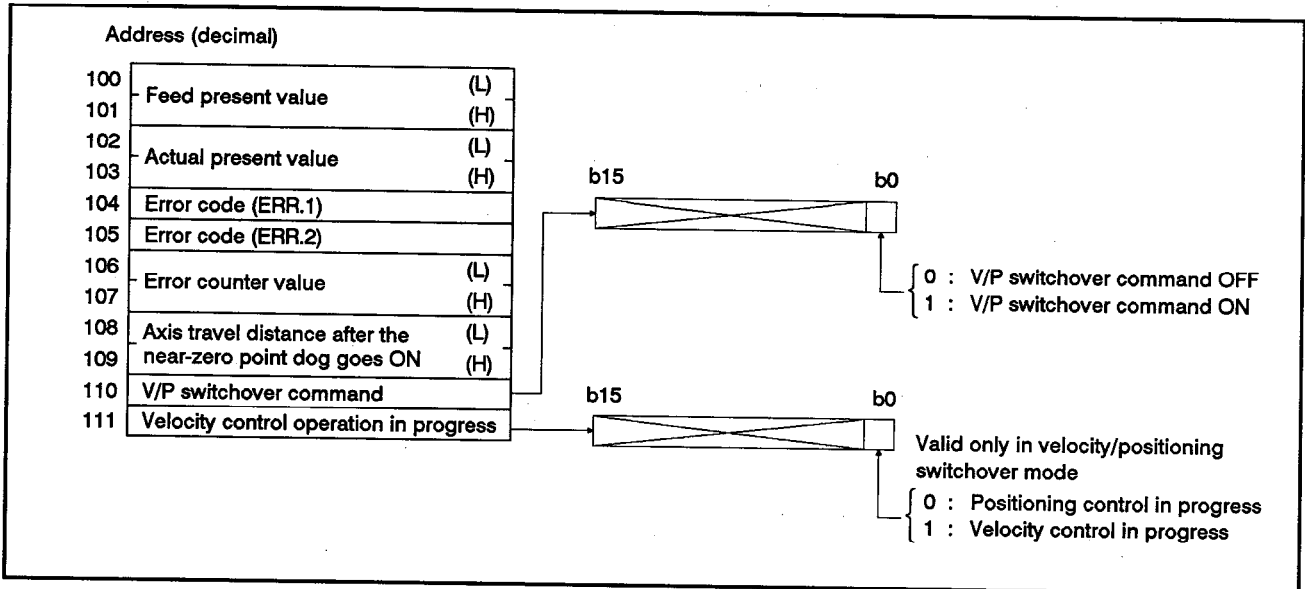 Address (decimal)
100
101
Feed present value
(L)
(H)
102
103
Actual present value
(L)
(H)
104
Error code (ERR.1)
105
Error code (ERR.2)
106
107
Error counter value
(L)
(H)
108
109
Axis travel distance after the
near-zero point dog goes ON
(L)
(H)
110
V/P switchover command
111
Velocity control operation in progress
b15
b0
0 : V/P switchover command OFF
1 : V/P switchover command ON
b15
b0
Valid only in velocity/positioning
switchover mode
0 : Positioning control in progress
1 : Velocity control in progress